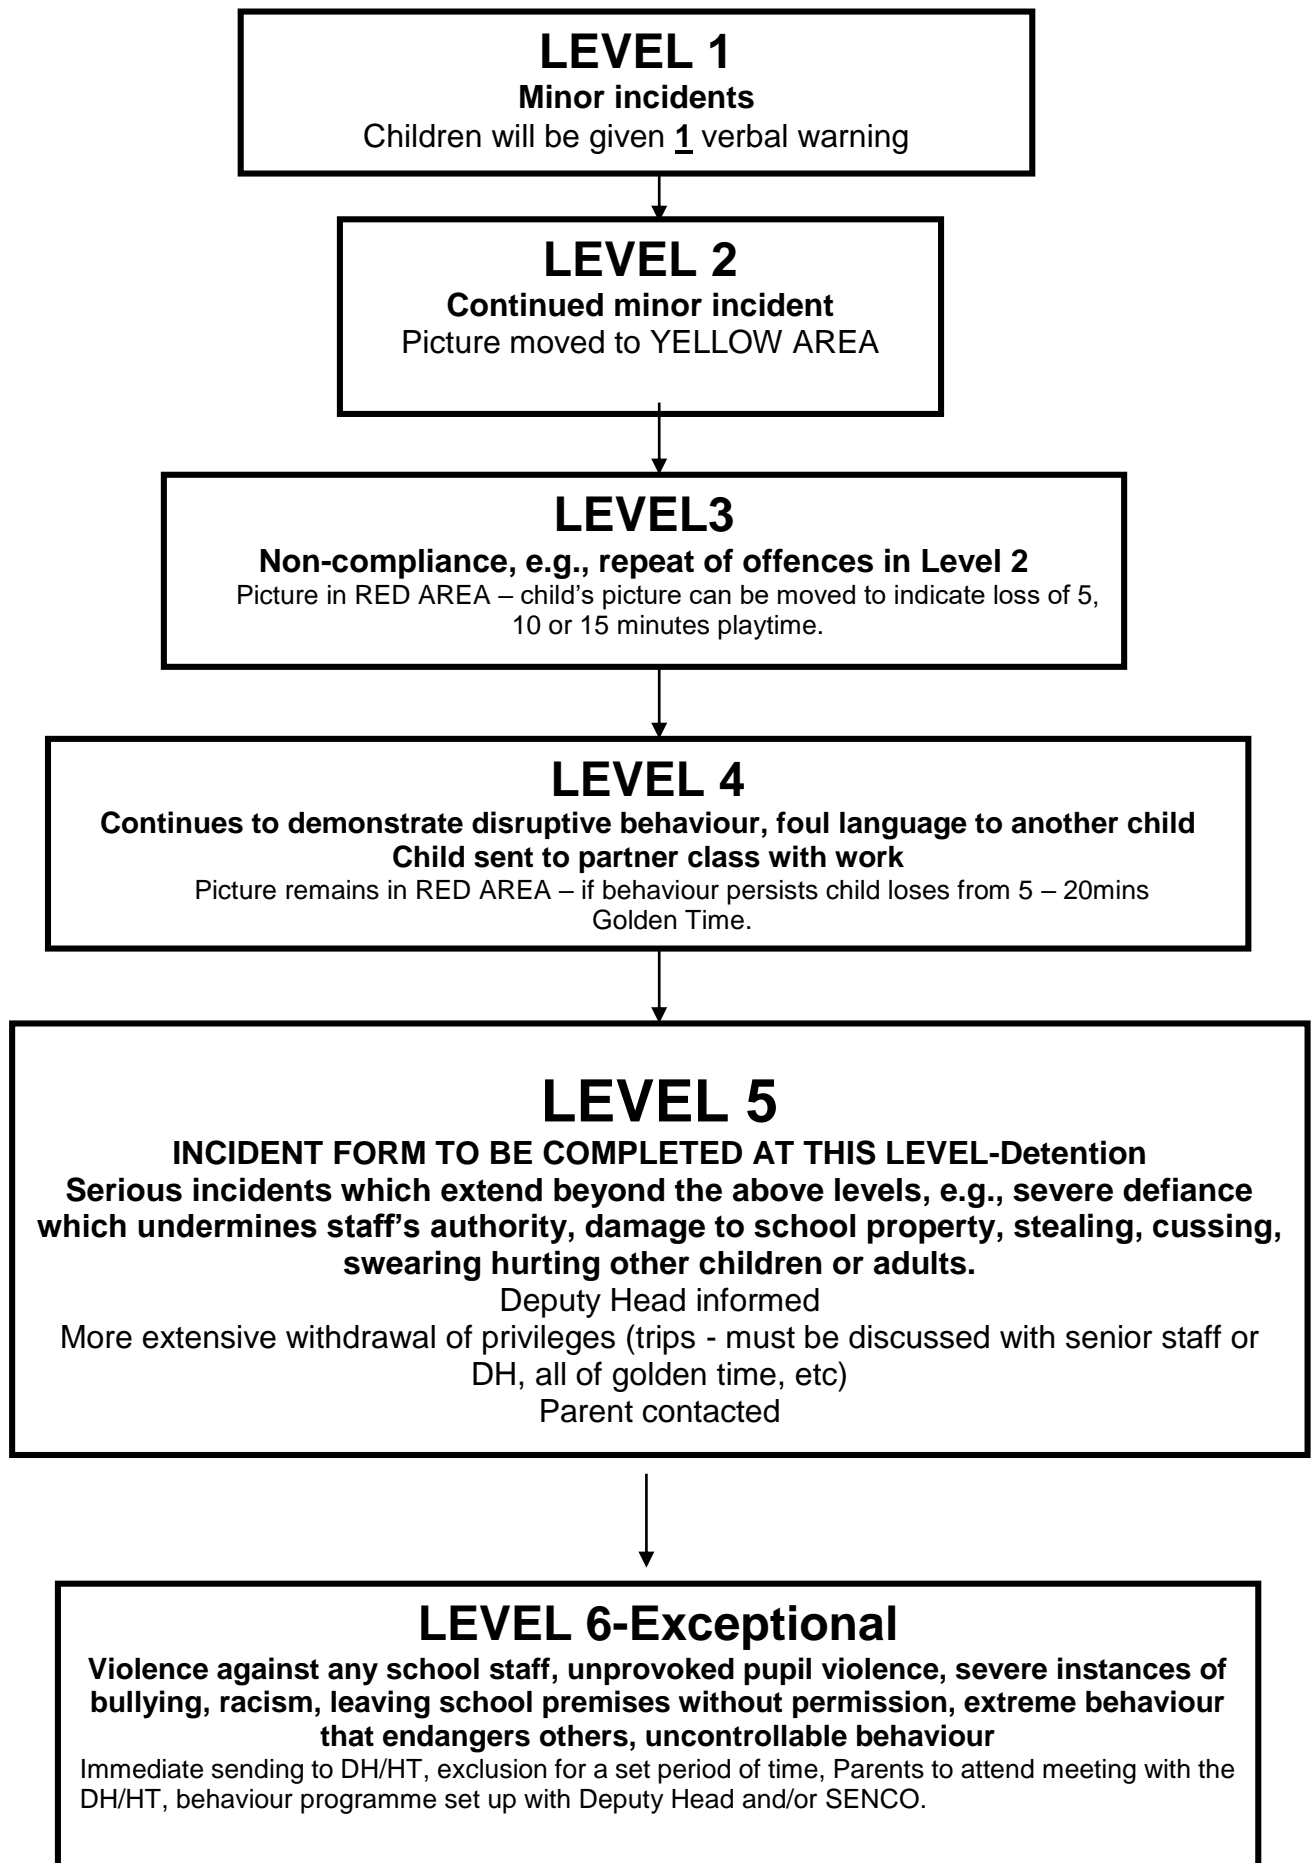 LEVEL 1
Minor incidents
Children will be given 1 verbal warning
LEVEL 2
Continued minor incident
Picture moved to YELLOW AREA
LEVEL3
Non-compliance, e.g., repeat of offences in Level 2
Picture in RED AREA – child’s picture can be moved to indicate loss of 5,
10 or 15 minutes playtime.
LEVEL 4
Continues to demonstrate disruptive behaviour, foul language to another child
Child sent to partner class with work
Picture remains in RED AREA – if behaviour persists child loses from 5 – 20mins
Golden Time.
LEVEL 5
INCIDENT FORM TO BE COMPLETED AT THIS LEVEL-Detention
Serious incidents which extend beyond the above levels, e.g., severe defiance
which undermines staff’s authority, damage to school property, stealing, cussing,
swearing hurting other children or adults.
Deputy Head informed
More extensive withdrawal of privileges (trips - must be discussed with senior staff or
DH, all of golden time, etc)
Parent contacted
LEVEL 6-Exceptional
Violence against any school staff, unprovoked pupil violence, severe instances of
bullying, racism, leaving school premises without permission, extreme behaviour
that endangers others, uncontrollable behaviour
Immediate sending to DH/HT, exclusion for a set period of time, Parents to attend meeting with the
DH/HT, behaviour programme set up with Deputy Head and/or SENCO.